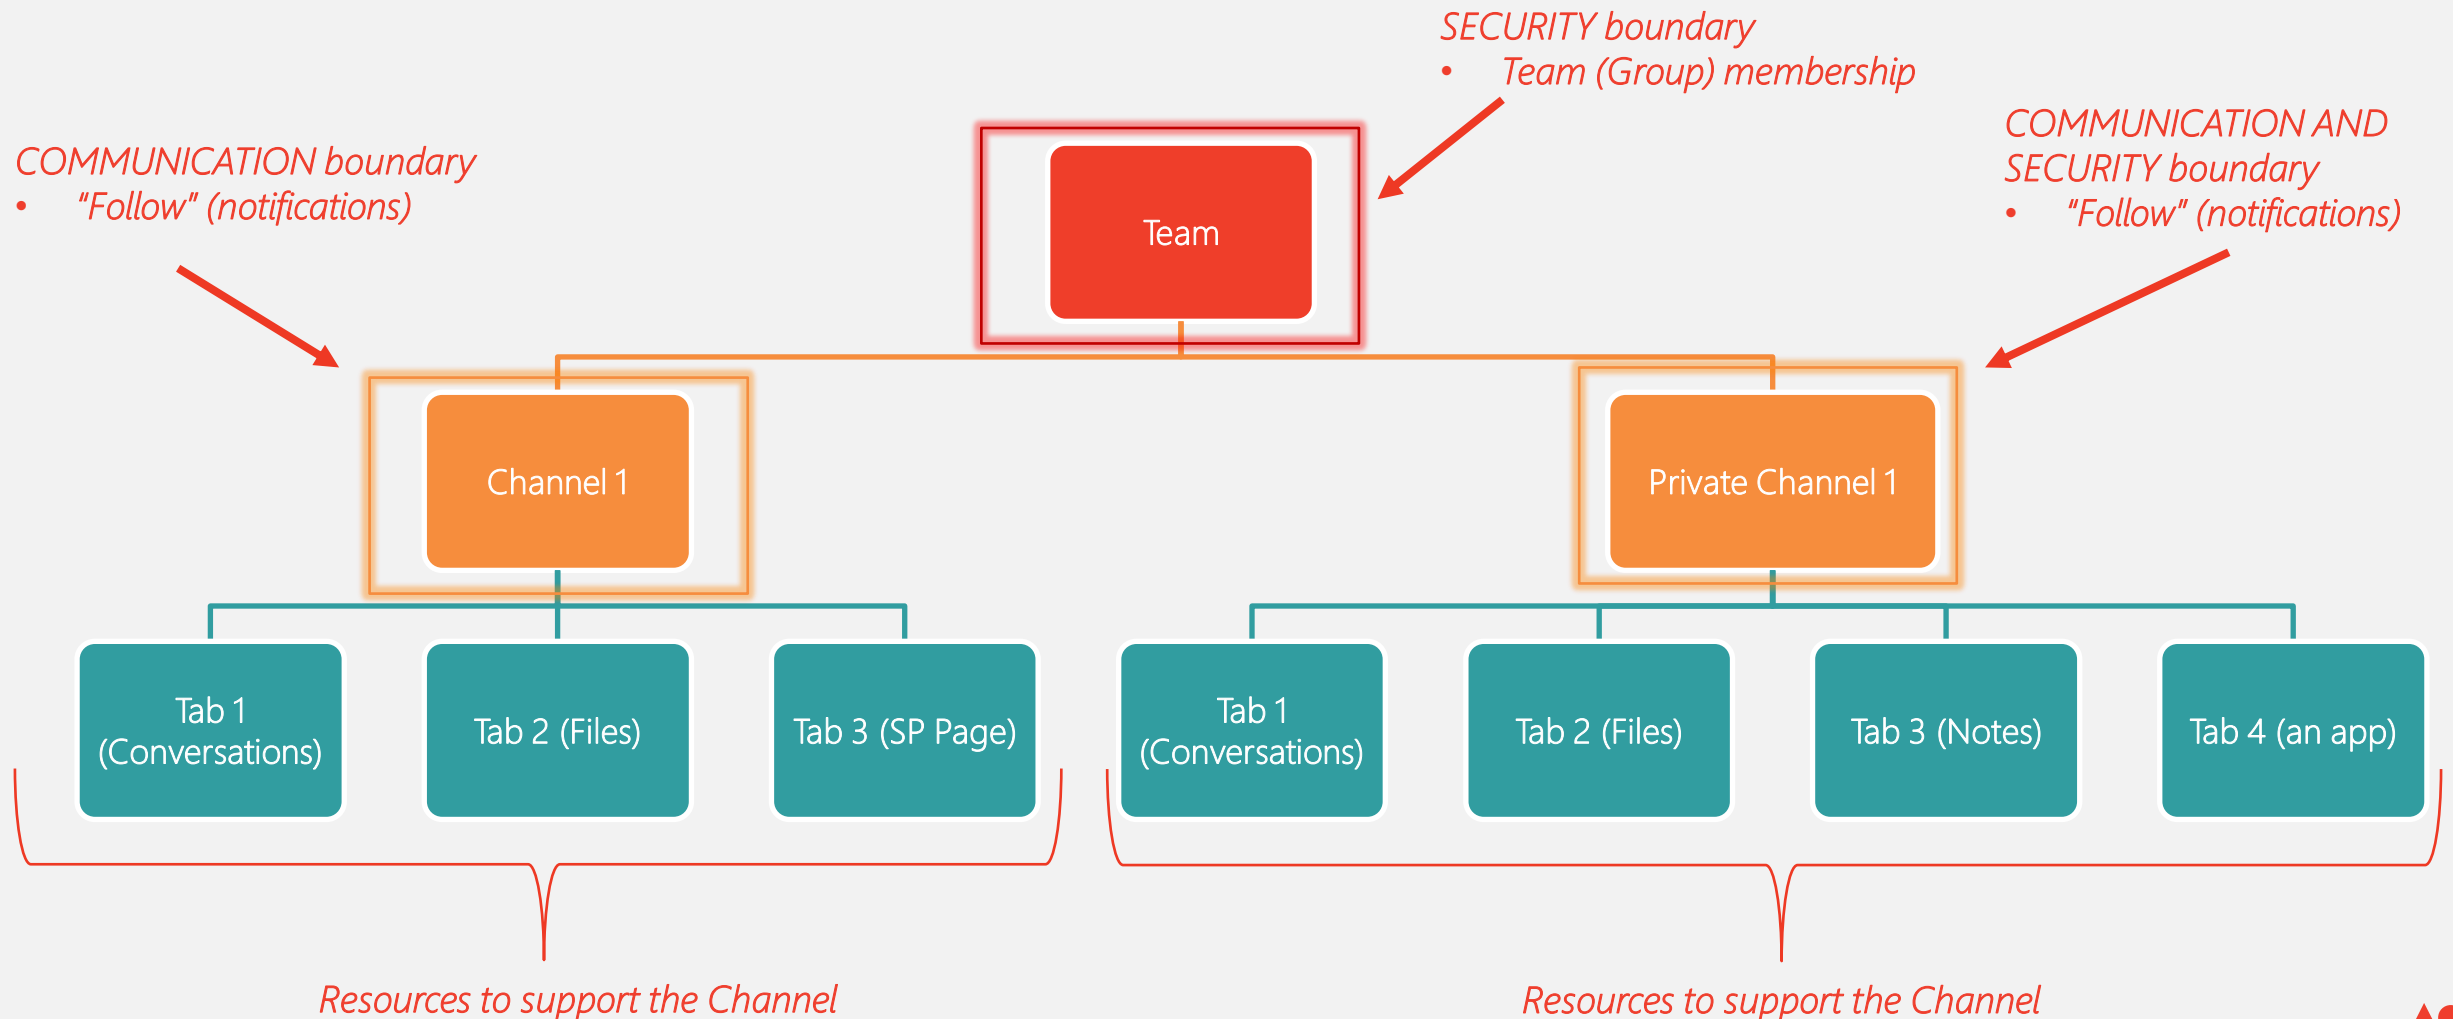 SECURITY boundary
• Team (Group) membership
COMMUNICATION AND
SECURITY boundary
• “Follow” (notifications)
COMMUNICATION boundary
• “Follow” (notifications)
Team
Channel 1
Private Channel 1
Tab 1
(Conversations)
Tab 2 (Files)
Tab 3 (SP Page)
Tab 1
(Conversations)
Tab 2 (Files)
Tab 3 (Notes)
Tab 4 (an app)
Resources to support the Channel
Resources to support the Channel